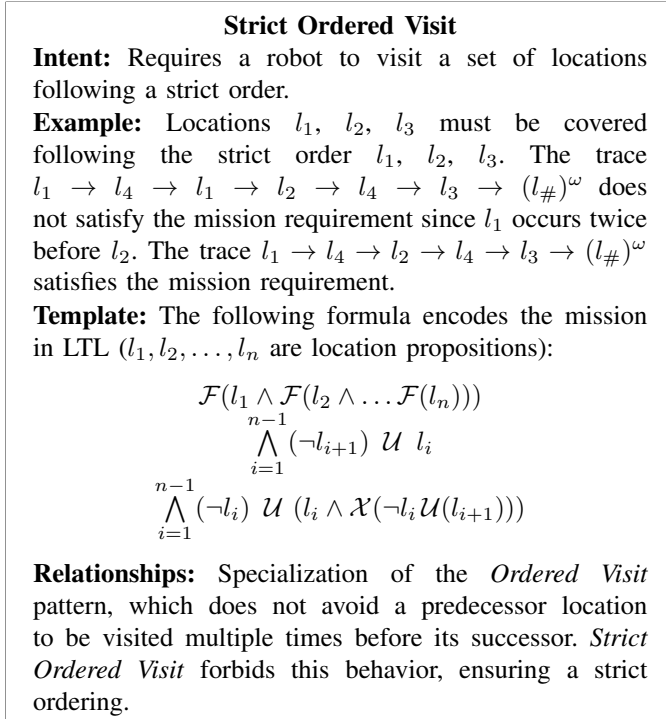 Strict Ordered Visit
Intent: Requires a robot to visit a set of locations
following a strict order.
Example: Locations l₁, l₂, l₃ must be covered
following the strict order l₁, l₂, l₃. The trace
l₁ → l₄ → l₁ → l₂ → l₄ → l₃ → (l#)^ω does
not satisfy the mission requirement since l₁ occurs twice
before l₂. The trace l₁ → l₄ → l₂ → l₄ → l₃ → (l#)^ω
satisfies the mission requirement.
Template: The following formula encodes the mission
in LTL (l₁, l₂, …, lₙ are location propositions):
ℱ(l₁ ∧ ℱ(l₂ ∧ … ℱ(lₙ)))
n−1
⋀ (¬lᵢ₊₁) 𝒰 lᵢ
i=1
n−1
⋀ (¬lᵢ) 𝒰 (lᵢ ∧ 𝒳(¬lᵢ 𝒰(lᵢ₊₁)))
i=1
Relationships: Specialization of the Ordered Visit
pattern, which does not avoid a predecessor location
to be visited multiple times before its successor. Strict
Ordered Visit forbids this behavior, ensuring a strict
ordering.